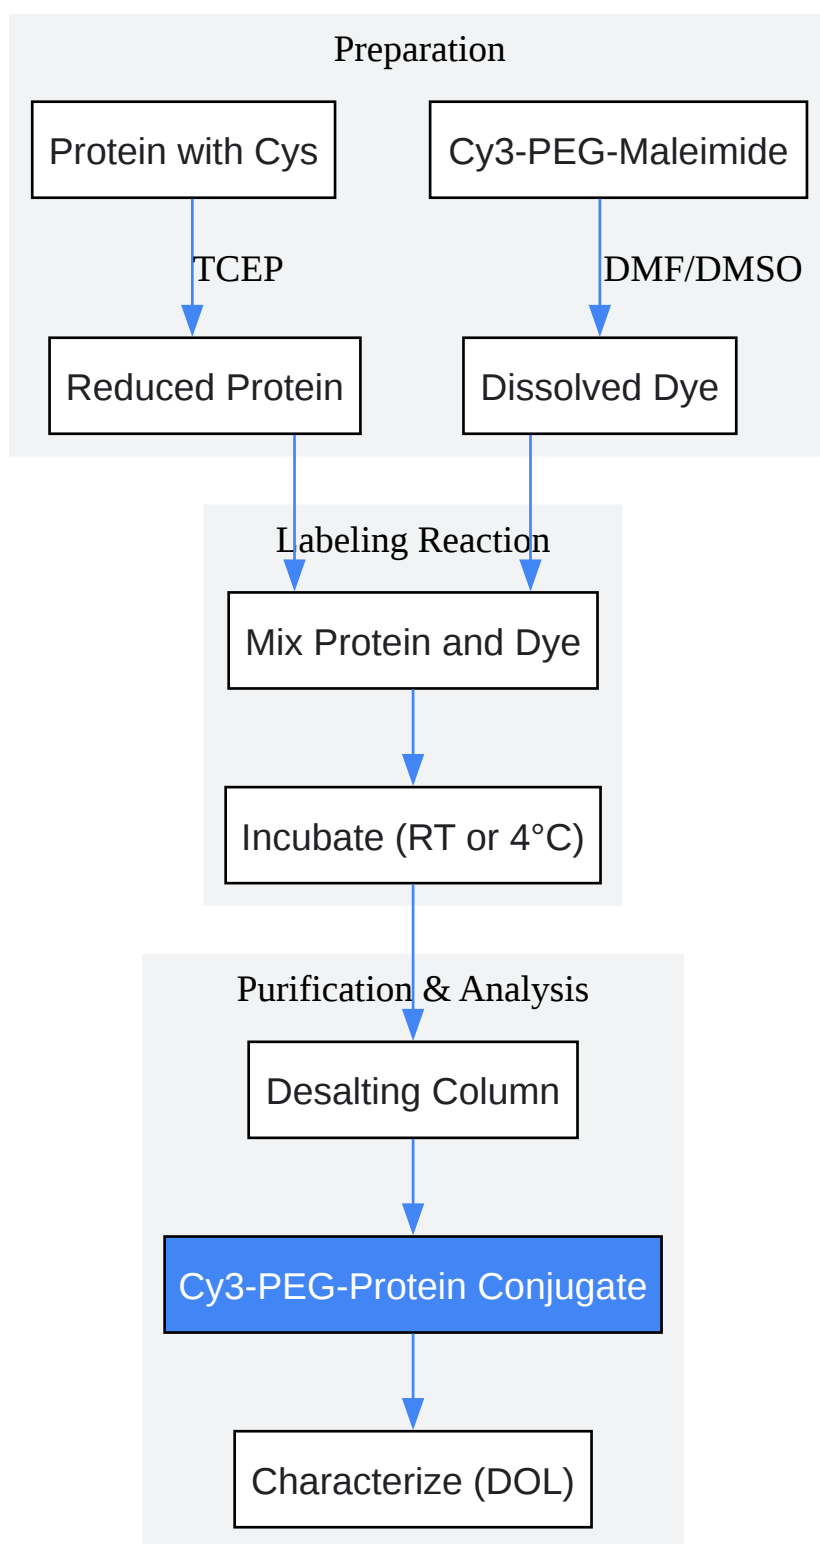 Preparation
Protein with Cys
Cy3-PEG-Maleimide
TCEP
DMF/DMSO
Reduced Protein
Dissolved Dye
Labeling Reaction
Mix Protein and Dye
Incubate (RT or 4°C)
Purification & Analysis
Desalting Column
Cy3-PEG-Protein Conjugate
Characterize (DOL)